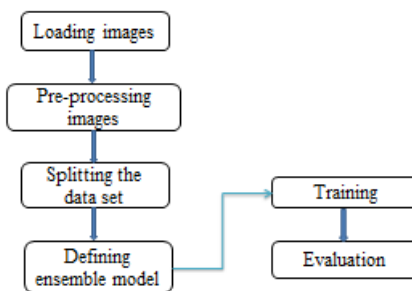 Loading images
Pre-processing
images
Splitting the
data set
Defining
ensemble model
Training
Evaluation